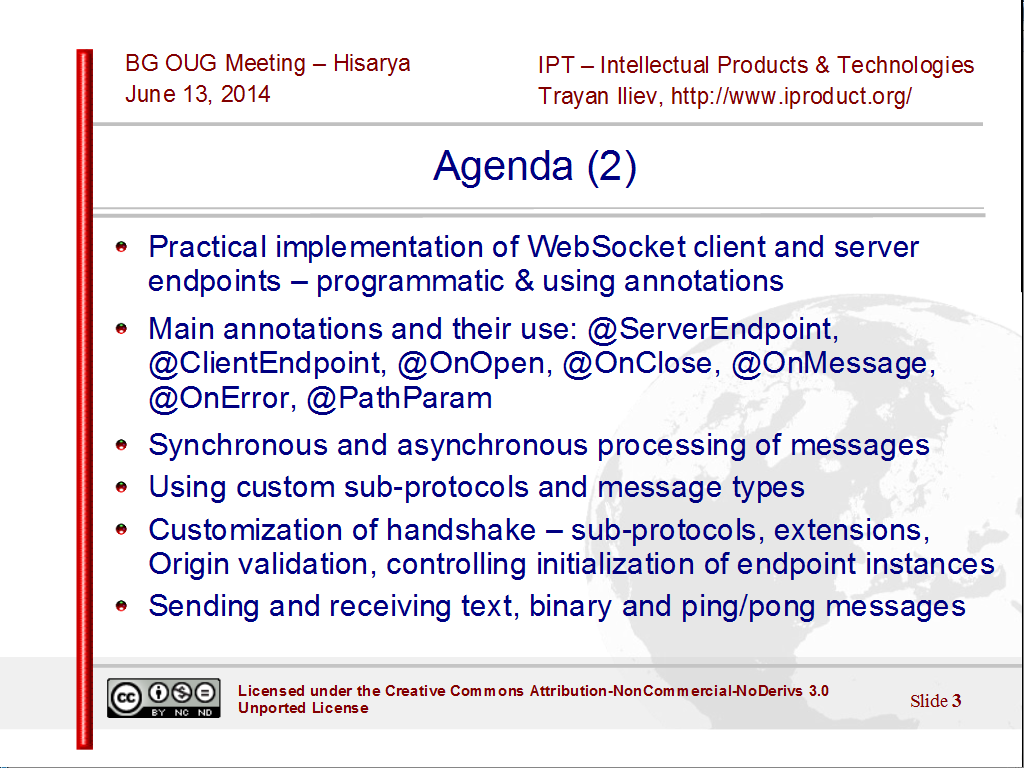 BG OUG Meeting – Hisarya
June 13, 2014
IPT – Intellectual Products & Technologies
Trayan Iliev, http://www.iproduct.org/
Agenda (2)
Practical implementation of WebSocket client and server
endpoints – programmatic & using annotations
Main annotations and their use: @ServerEndpoint,
@ClientEndpoint, @OnOpen, @OnClose, @OnMessage,
@OnError, @PathParam
Synchronous and asynchronous processing of messages
Using custom sub-protocols and message types
Customization of handshake – sub-protocols, extensions,
Origin validation, controlling initialization of endpoint instances
Sending and receiving text, binary and ping/pong messages
cc
BY NC ND
Licensed under the Creative Commons Attribution-NonCommercial-NoDerivs 3.0
Unported License
Slide 3